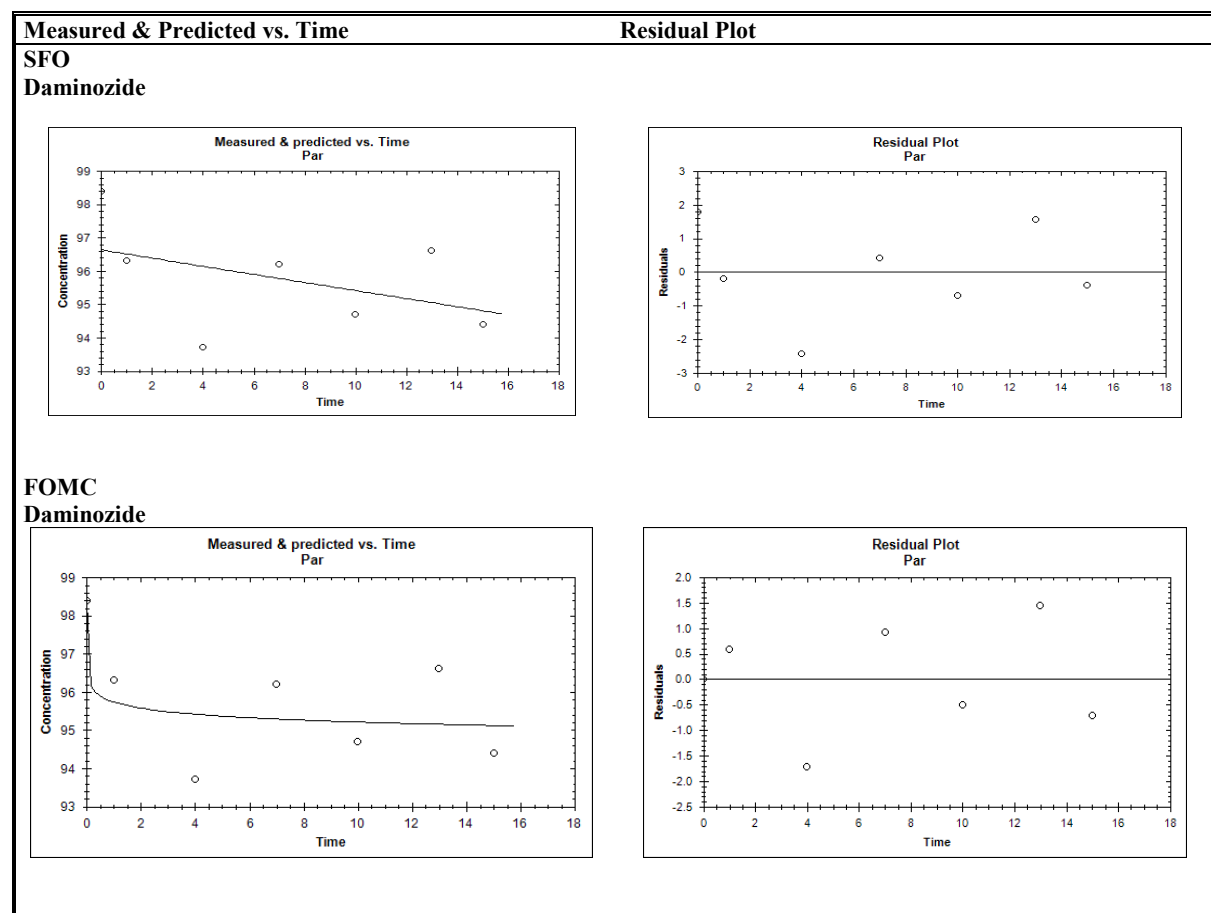 Measured & Predicted vs. Time Residual Plot
SFO
Daminozide
Measured & predicted vs. Time
Par
99
98
97
96
95
94
93
Concentration
0 2 4 6 8 10 12 14 16 18
Time
Residual Plot
Par
3
2
1
0
-1
-2
-3
Residuals
0 2 4 6 8 10 12 14 16 18
Time
FOMC
Daminozide
Measured & predicted vs. Time
Par
99
98
97
96
95
94
93
Concentration
0 2 4 6 8 10 12 14 16 18
Time
Residual Plot
Par
2.0
1.5
1.0
0.5
0.0
-0.5
-1.0
-1.5
-2.0
-2.5
Residuals
0 2 4 6 8 10 12 14 16 18
Time